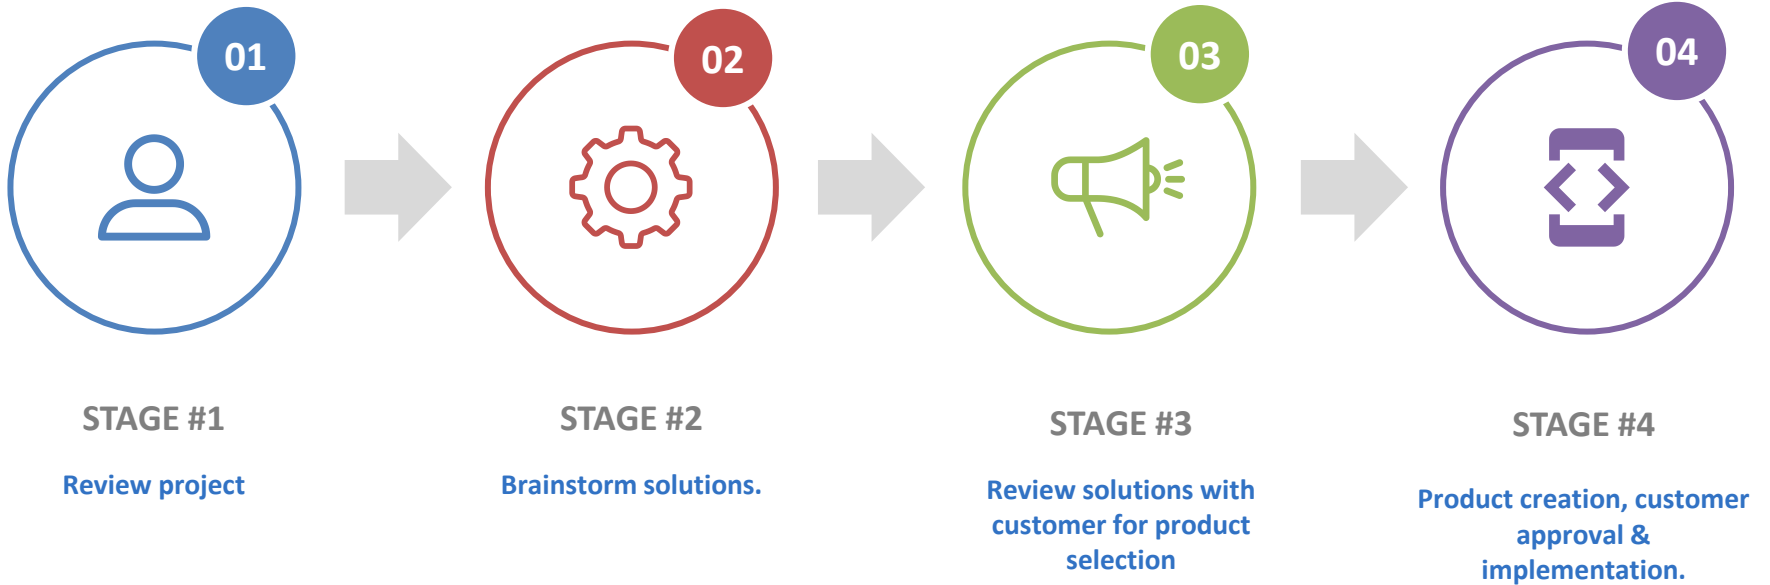 01
02
03
04
STAGE #1
Review project
STAGE #2
Brainstorm solutions.
STAGE #3
Review solutions with
customer for product
selection
STAGE #4
Product creation, customer
approval &
implementation.